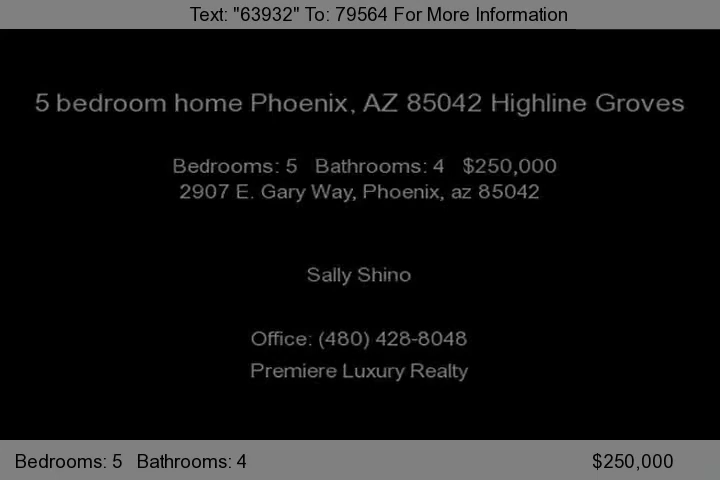 Text: "63932" To: 79564 For More Information
5 bedroom home Phoenix, AZ 85042 Highline Groves
Bedrooms: 5 Bathrooms: 4 $250,000
2907 E. Gary Way, Phoenix, az 85042
Sally Shino
Office: (480) 428-8048
Premiere Luxury Realty
Bedrooms: 5 Bathrooms: 4 $250,000